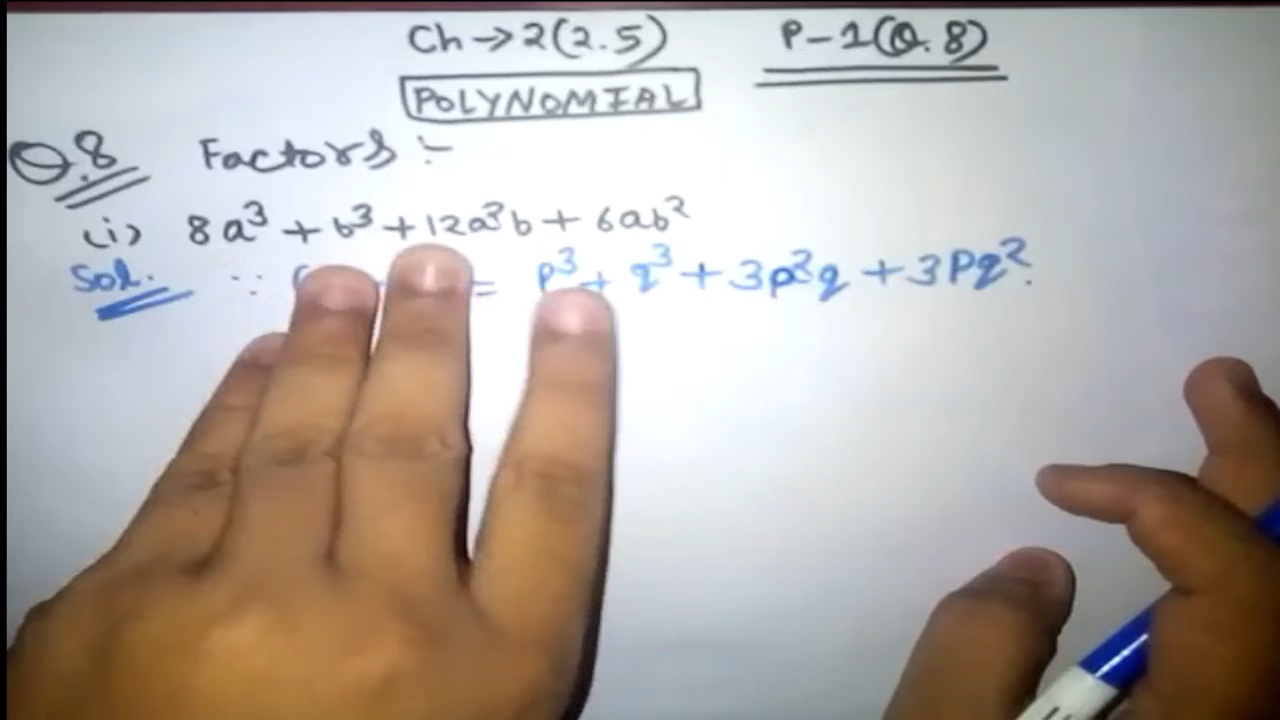 Ch → 2 (2.5) P - 1 (Q. 8)
POLYNOMIAL
Q.8 Factors :-
(i) 8a³ + b³ + 12a²b + 6ab²
Sol. ∵ = p³ + q³ + 3p²q + 3Pq².